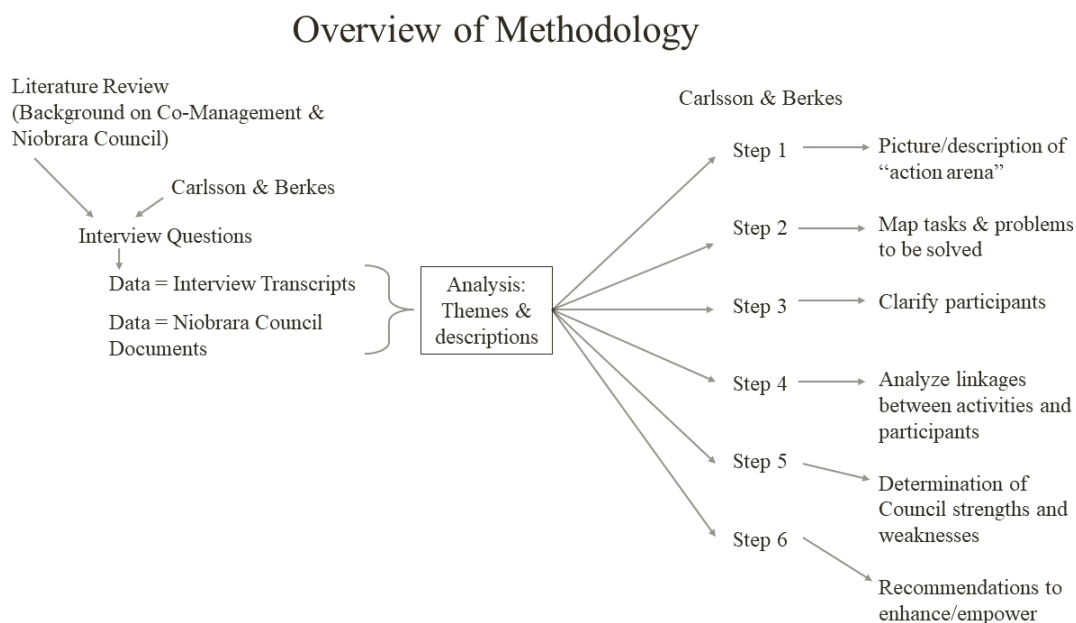 Overview of Methodology
Literature Review
(Background on Co-Management &
Niobrara Council)
Carlsson & Berkes
Interview Questions
Data = Interview Transcripts
Data = Niobrara Council
Documents
Analysis:
Themes &
descriptions
Carlsson & Berkes
Step 1
Picture/description of
“action arena”
Step 2
Map tasks & problems
to be solved
Step 3
Clarify participants
Step 4
Analyze linkages
between activities and
participants
Step 5
Determination of
Council strengths and
weaknesses
Step 6
Recommendations to
enhance/empower